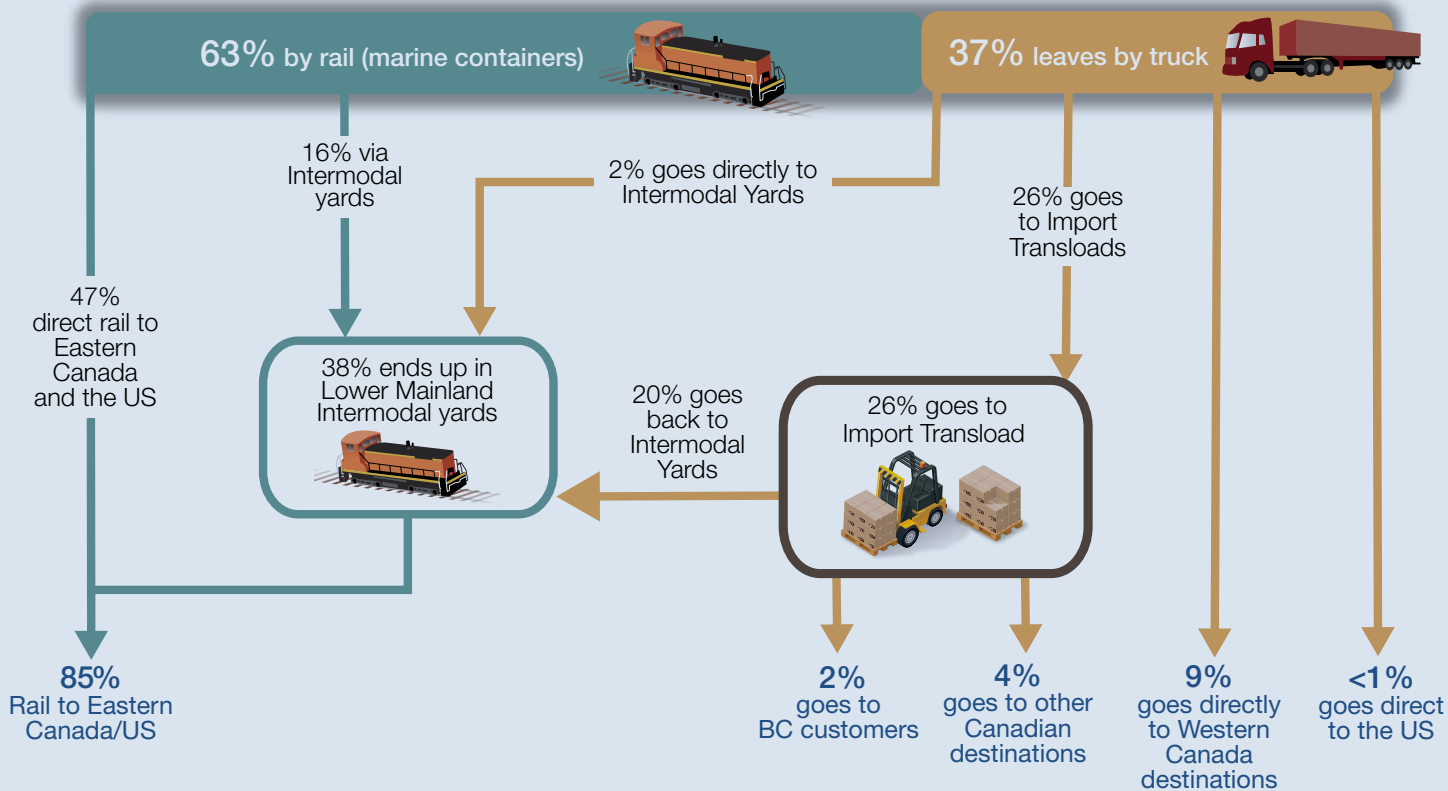 63% by rail (marine containers)
37% leaves by truck
16% via
Intermodal
yards
2% goes directly to
Intermodal Yards
26% goes
to Import
Transloads
47%
direct rail to
Eastern
Canada
and the US
38% ends up in
Lower Mainland
Intermodal yards
20% goes
back to
Intermodal
Yards
26% goes to
Import Transload
85%
Rail to Eastern
Canada/US
2%
goes to
BC customers
4%
goes to other
Canadian
destinations
9%
goes directly
to Western
Canada
destinations
<1%
goes direct
to the US